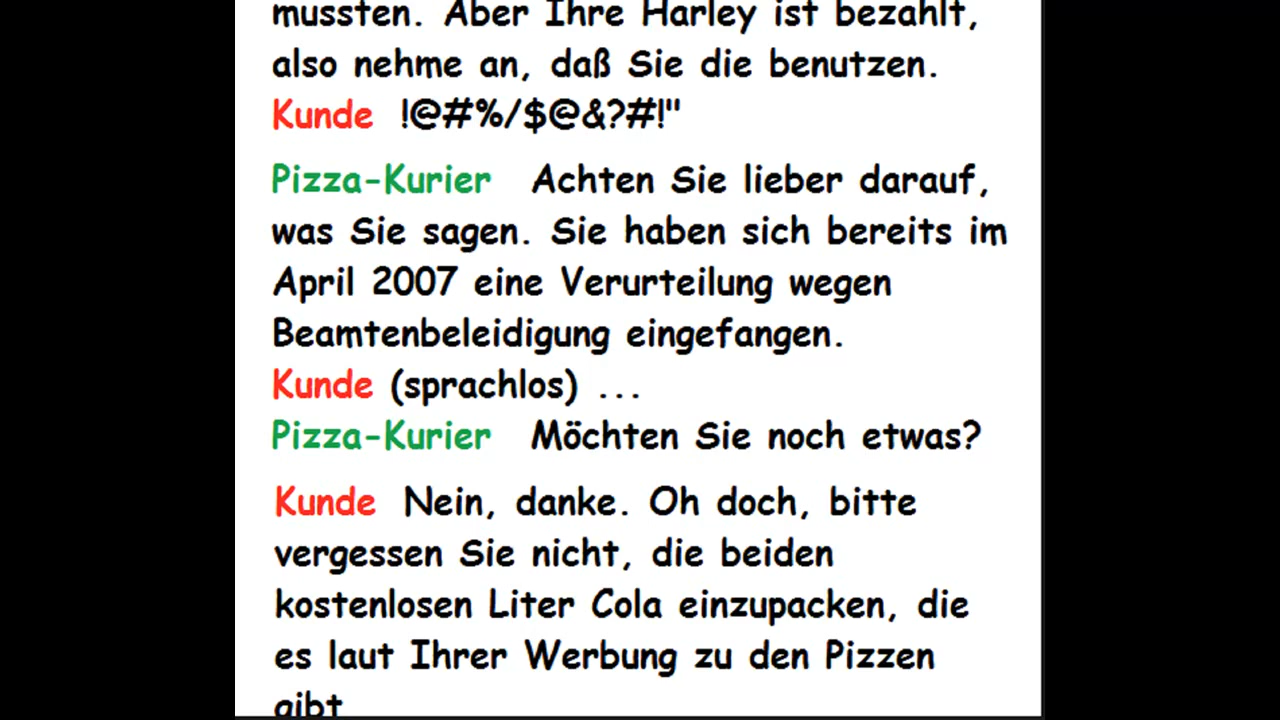 mussten. Aber Ihre Harley ist bezahlt,
also nehme an, daß Sie die benutzen.
Kunde !@#%/$@&?#!"
Pizza-Kurier Achten Sie lieber darauf,
was Sie sagen. Sie haben sich bereits im
April 2007 eine Verurteilung wegen
Beamtenbeleidigung eingefangen.
Kunde (sprachlos) ...
Pizza-Kurier Möchten Sie noch etwas?
Kunde Nein, danke. Oh doch, bitte
vergessen Sie nicht, die beiden
kostenlosen Liter Cola einzupacken, die
es laut Ihrer Werbung zu den Pizzen
gibt